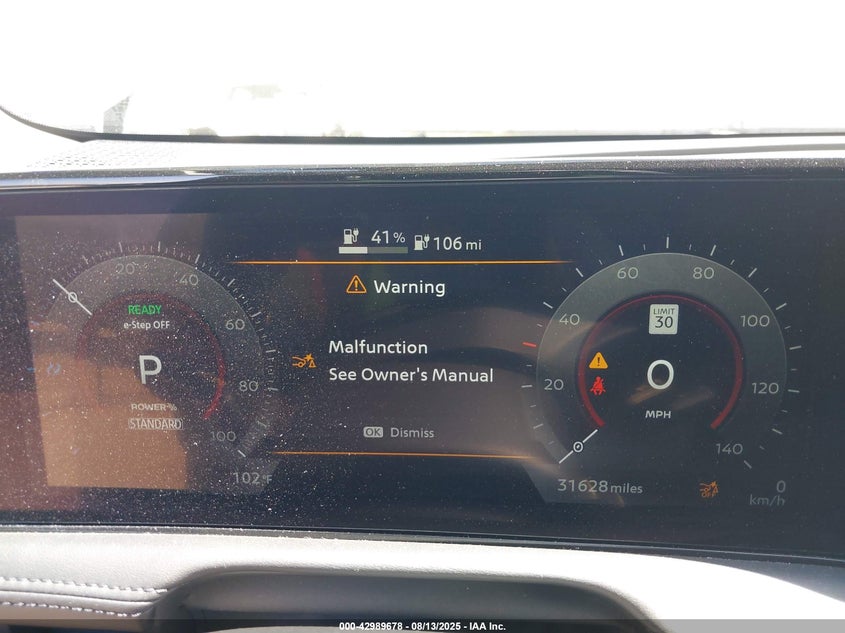 41% 106 mi
Warning
Malfunction
See Owner's Manual
OK Dismiss
20 40 60 80 100
READY
e-Step OFF
P
POWER-%
STANDARD
102°F
0 20 40 60 80 100 120 140
LIMIT
30
0
MPH
31628 miles
OFF
0
km/h
000-42989678 - 08/13/2025 - IAA Inc.